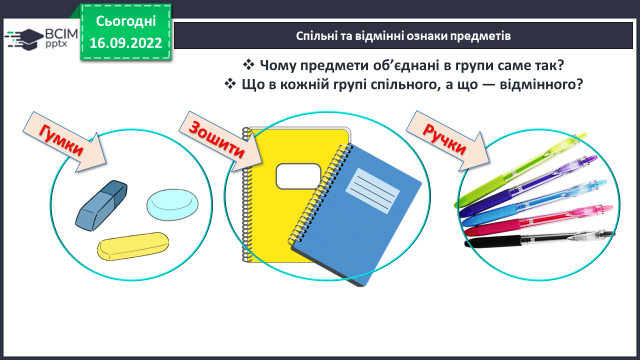 Сьогодні
16.09.2022
ВСІМ
pptx
Спільні та відмінні ознаки предметів
❖ Чому предмети об’єднані в групи саме так?
❖ Що в кожній групі спільного, а що — відмінного?
Гумки
Зошити
Ручки